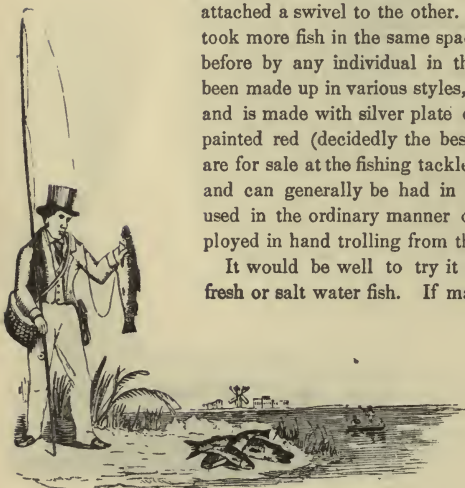 attached a swivel to the other.
took more fish in the same spac
before by any individual in th
been made up in various styles,
and is made with silver plate
painted red (decidedly the bes
are for sale at the fishing tackle
and can generally be had in
used in the ordinary manner
ployed in hand trolling from th
It would be well to try it
fresh or salt water fish. If ma